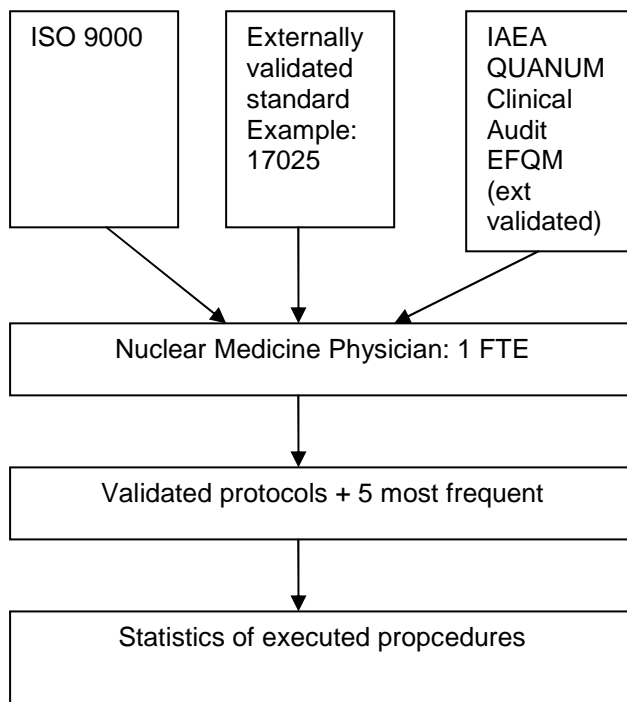 ISO 9000
Externally
validated
standard
Example:
17025
IAEA
QUANUM
Clinical
Audit
EFQM
(ext
validated)
Nuclear Medicine Physician: 1 FTE
Validated protocols + 5 most frequent
Statistics of executed propcedures